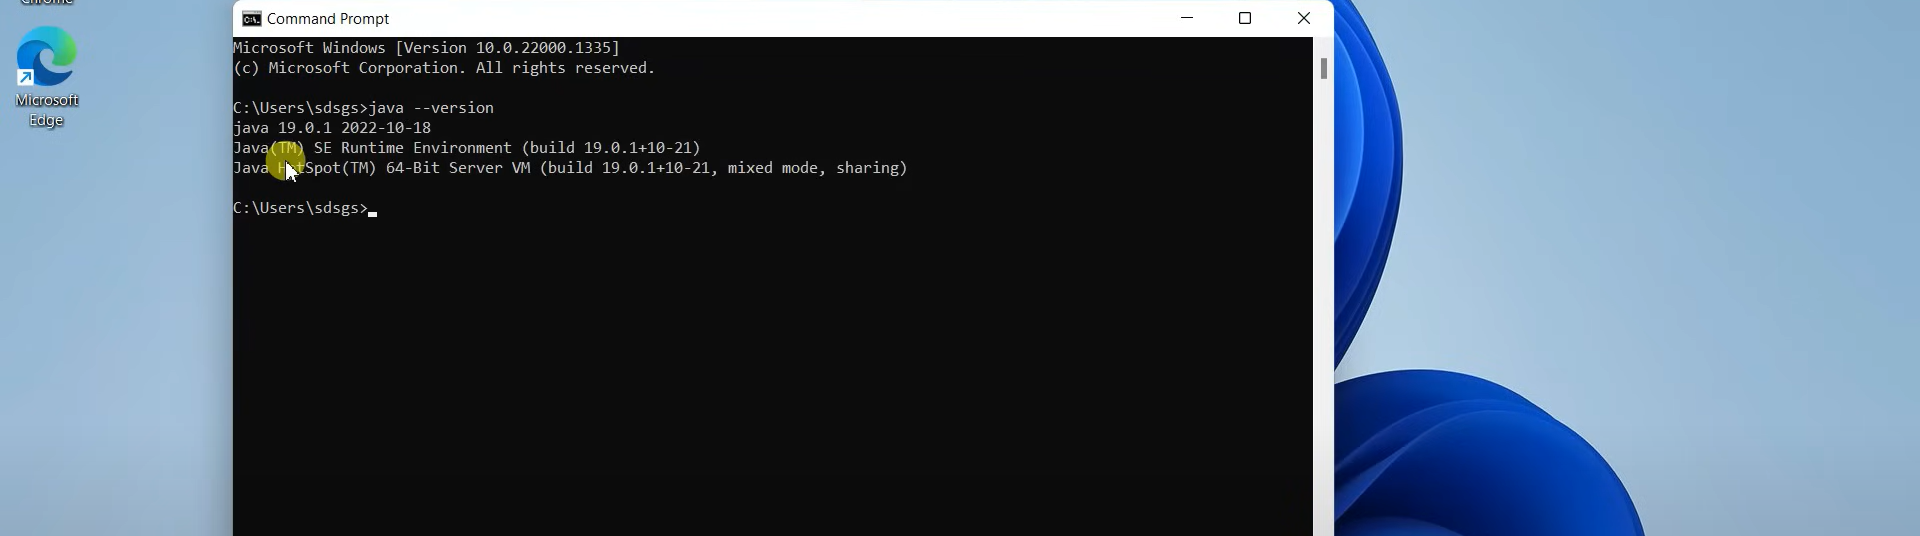 Chrome
Microsoft
Edge
Command Prompt
Microsoft Windows [Version 10.0.22000.1335]
(c) Microsoft Corporation. All rights reserved.
C:\Users\sdsgs>java --version
java 19.0.1 2022-10-18
Java(TM) SE Runtime Environment (build 19.0.1+10-21)
Java HotSpot(TM) 64-Bit Server VM (build 19.0.1+10-21, mixed mode, sharing)
C:\Users\sdsgs>